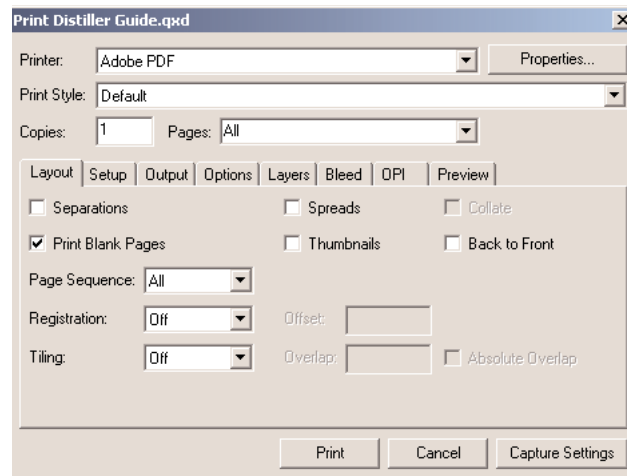 Print Distiller Guide.qxd
Printer: Adobe PDF Properties...
Print Style: Default
Copies: 1 Pages: All
Layout Setup Output Options Layers Bleed OPI Preview
Separations Spreads Collate
Print Blank Pages Thumbnails Back to Front
Page Sequence: All
Registration: Off Offset:
Tiling: Off Overlap: Absolute Overlap
Print Cancel Capture Settings